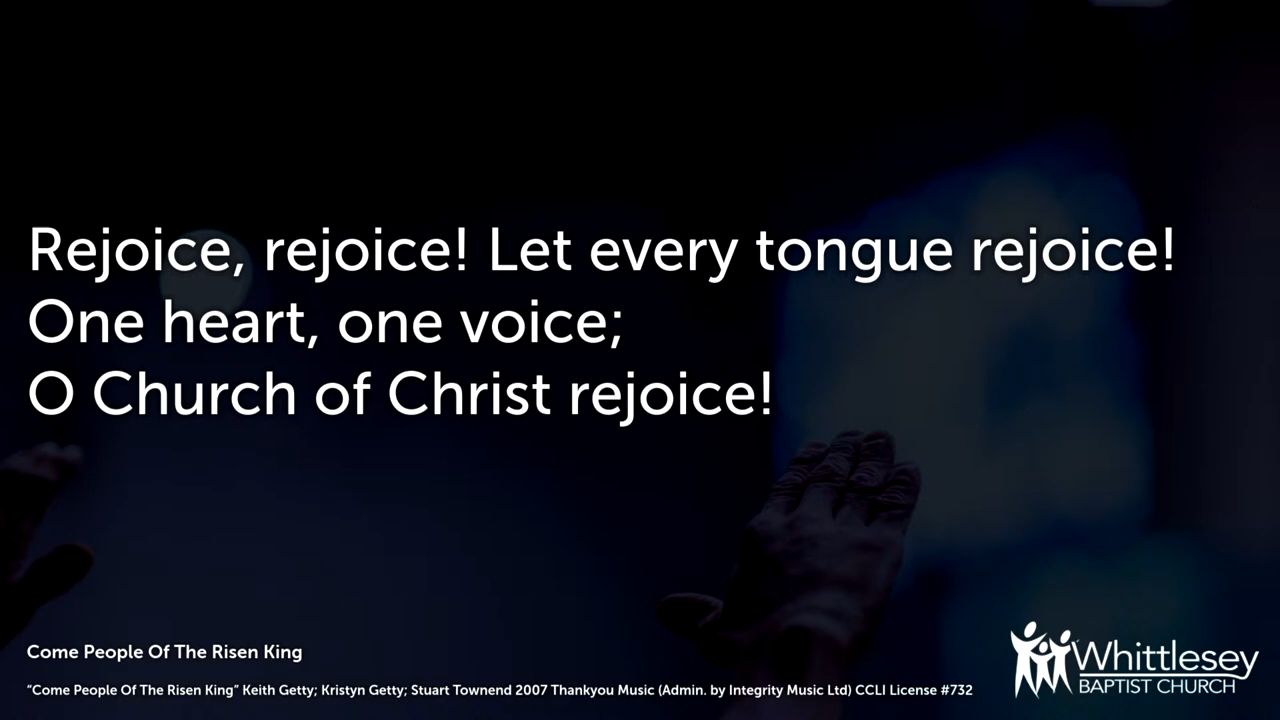 Rejoice, rejoice! Let every tongue rejoice!
One heart, one voice;
O Church of Christ rejoice!
Come People Of The Risen King
“Come People Of The Risen King” Keith Getty; Kristyn Getty; Stuart Townend 2007 Thankyou Music (Admin. by Integrity Music Ltd) CCLI License #732
Whittlesey
BAPTIST CHURCH